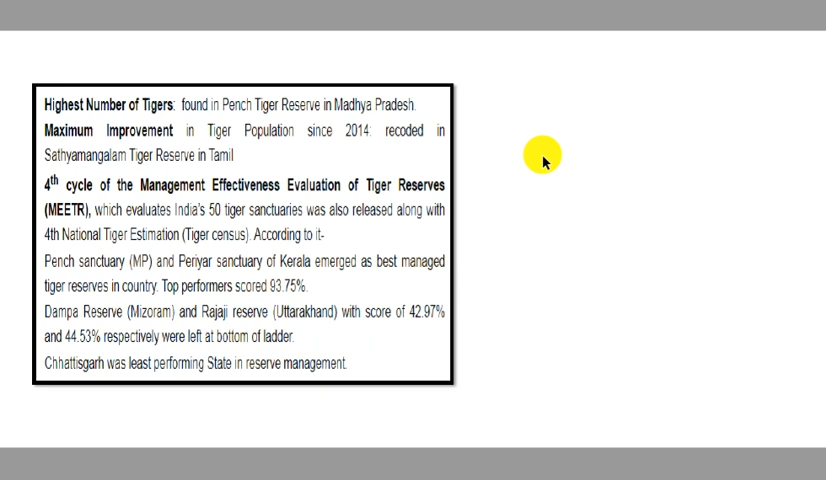 Highest Number of Tigers: found in Pench Tiger Reserve in Madhya Pradesh.
Maximum Improvement in Tiger Population since 2014: recoded in
Sathyamangalam Tiger Reserve in Tamil
4th cycle of the Management Effectiveness Evaluation of Tiger Reserves
(MEETR), which evaluates India's 50 tiger sanctuaries was also released along with
4th National Tiger Estimation (Tiger census). According to it-
Pench sanctuary (MP) and Periyar sanctuary of Kerala emerged as best managed
tiger reserves in country. Top performers scored 93.75%.
Dampa Reserve (Mizoram) and Rajaji reserve (Uttarakhand) with score of 42.97%
and 44.53% respectively were left at bottom of ladder.
Chhattisgarh was least performing State in reserve management.